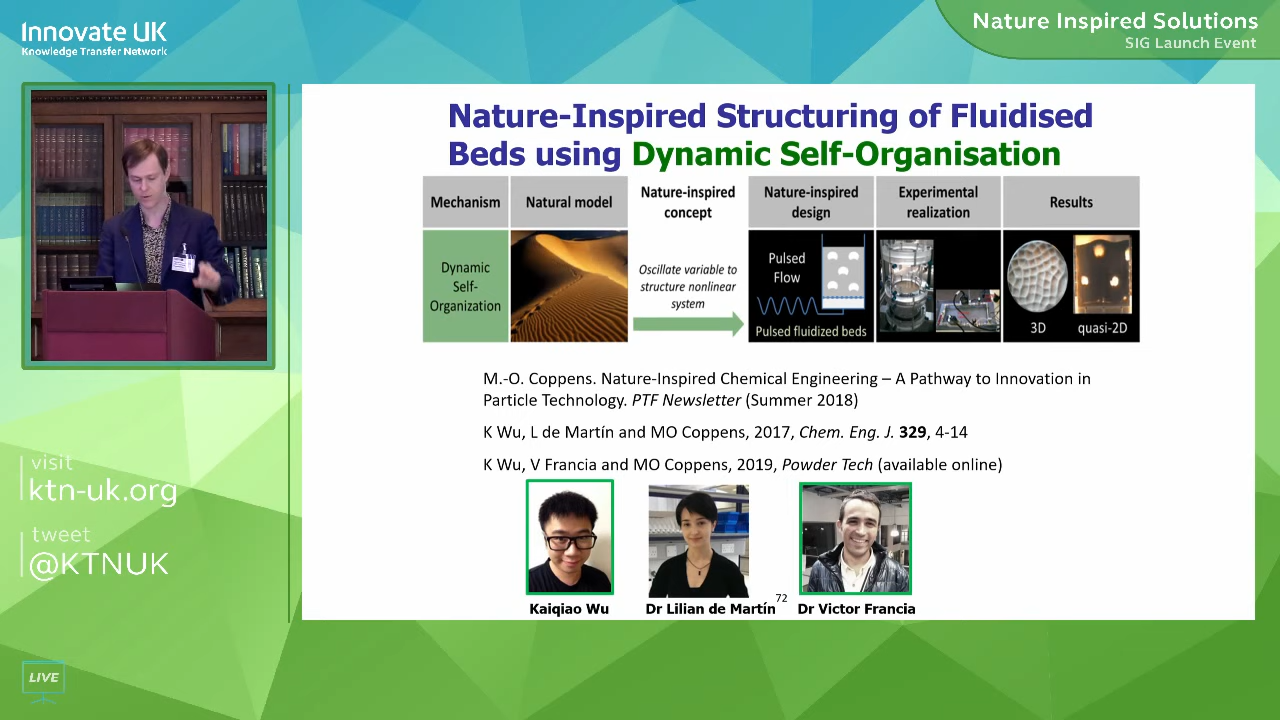 Innovate UK
Knowledge Transfer Network
Nature Inspired Solutions
SIG Launch Event
Nature-Inspired Structuring of Fluidised
Beds using Dynamic Self-Organisation
Mechanism
Natural model
Nature-inspired
concept
Nature-inspired
design
Experimental
realization
Results
Dynamic
Self-
Organization
Oscillate variable to
structure nonlinear
system
Pulsed
Flow
Pulsed fluidized beds
3D
quasi-2D
M.-O. Coppens. Nature-Inspired Chemical Engineering – A Pathway to Innovation in
Particle Technology. PTF Newsletter (Summer 2018)
K Wu, L de Martín and MO Coppens, 2017, Chem. Eng. J. 329, 4-14
K Wu, V Francia and MO Coppens, 2019, Powder Tech (available online)
Kaiqiao Wu
Dr Lilian de Martín
72
Dr Victor Francia
visit
ktn-uk.org
tweet
@KTNUK
LIVE